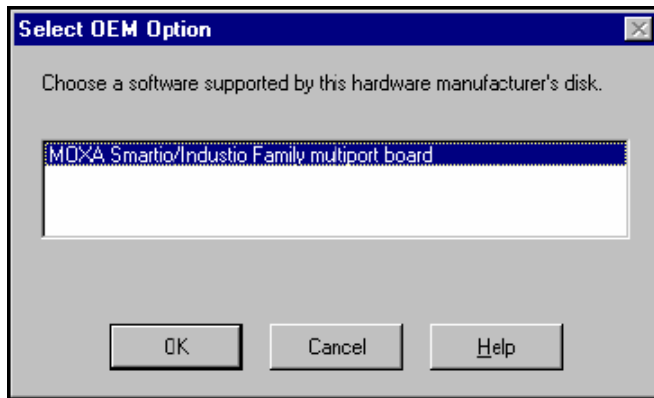 Select OEM Option
Choose a software supported by this hardware manufacturer's disk.
MOXA Smartio/Industio Family multiport board
OK
Cancel
Help